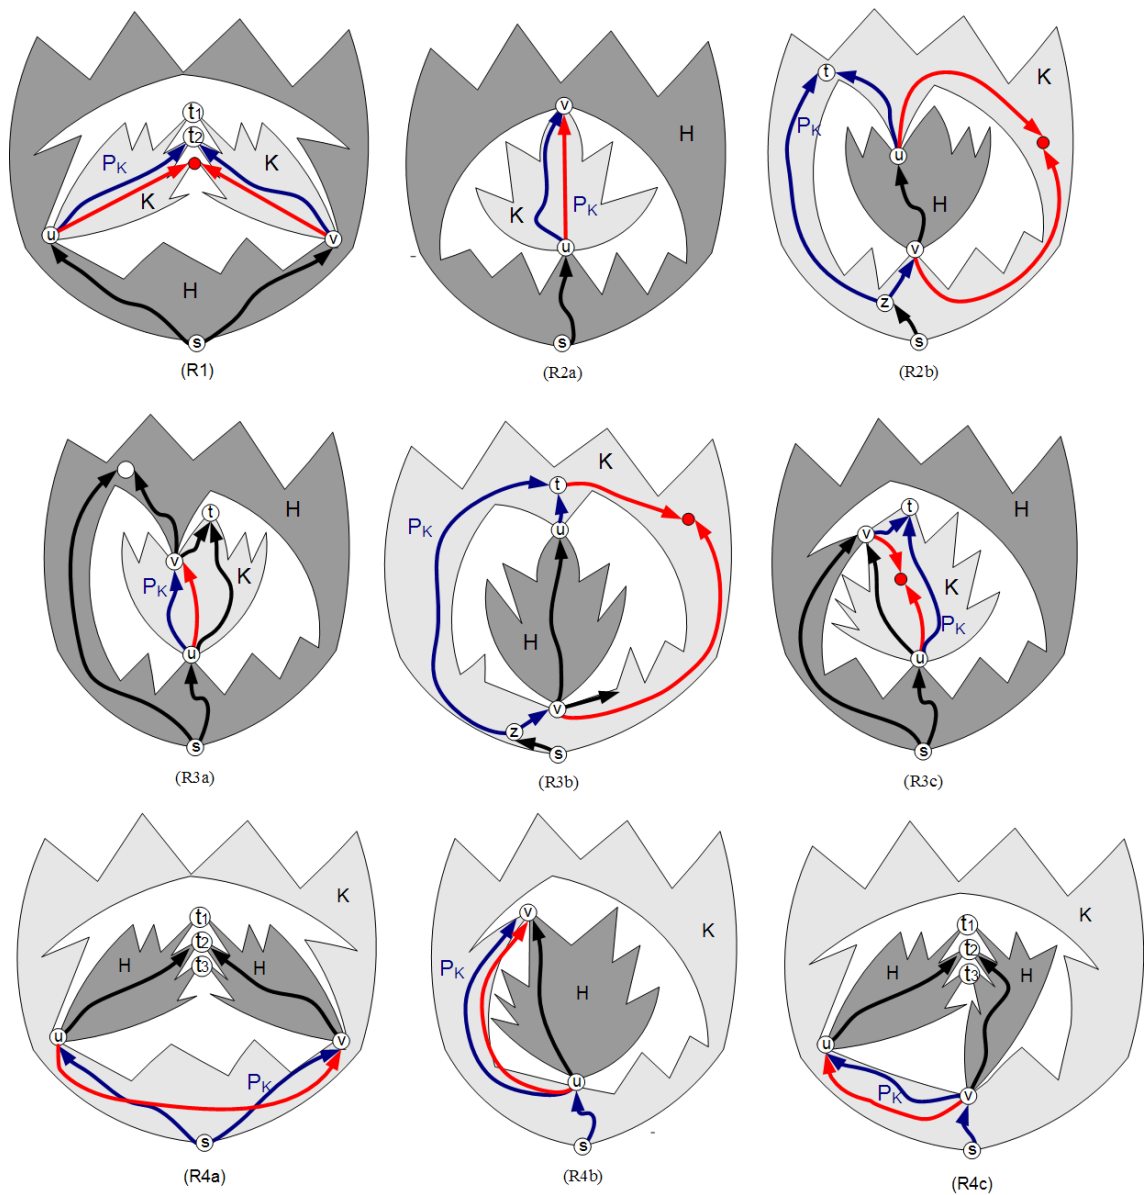 t1
t2
PK
K
K
u
v
H
s
(R1)
v
H
K
PK
u
s
(R2a)
t
K
PK
u
H
v
z
s
(R2b)
H
t
v
PK
K
u
s
(R3a)
K
t
PK
u
H
v
z
s
(R3b)
t
H
v
K
PK
u
s
(R3c)
K
t1
t2
H
H
t3
u
v
PK
s
(R4a)
v
K
PK
H
u
s
(R4b)
K
t1
t2
H
H
t3
u
PK
v
s
(R4c)